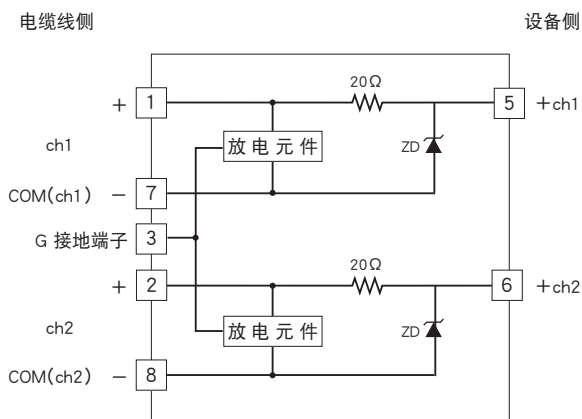 电缆线侧 设备侧
20Ω
+ 1 5 +ch1
ch1 放电元件 ZD
COM(ch1) - 7
G 接地端子 3
20Ω
+ 2 6 +ch2
ch2 放电元件 ZD
COM(ch2) - 8